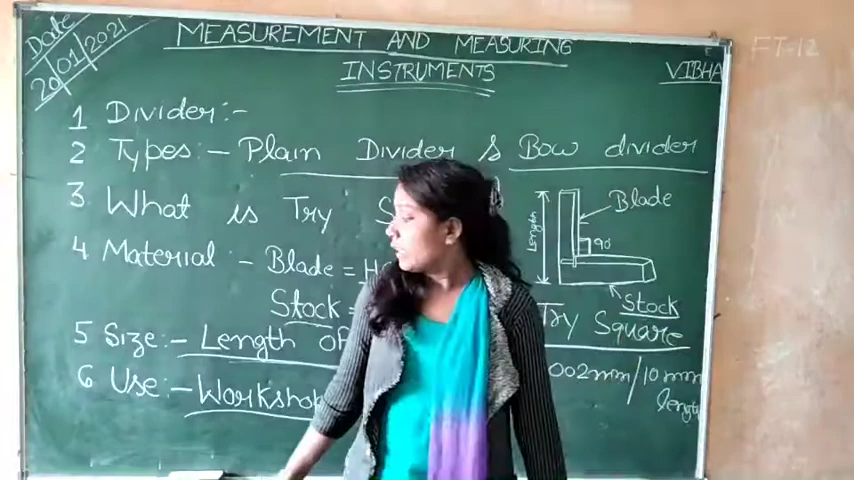 Date
20/01/2021
MEASUREMENT AND MEASURING
INSTRUMENTS
VIBHA
FT-12
1 Divider :-
2 Types :- Plain Divider & Bow divider
3 What is Try
4 Material - Blade =
Stock =
Length
Blade
90
Stock
Try Square
5 Size :- Length of
6 Use :- Workshop
.002mm/10mm
length